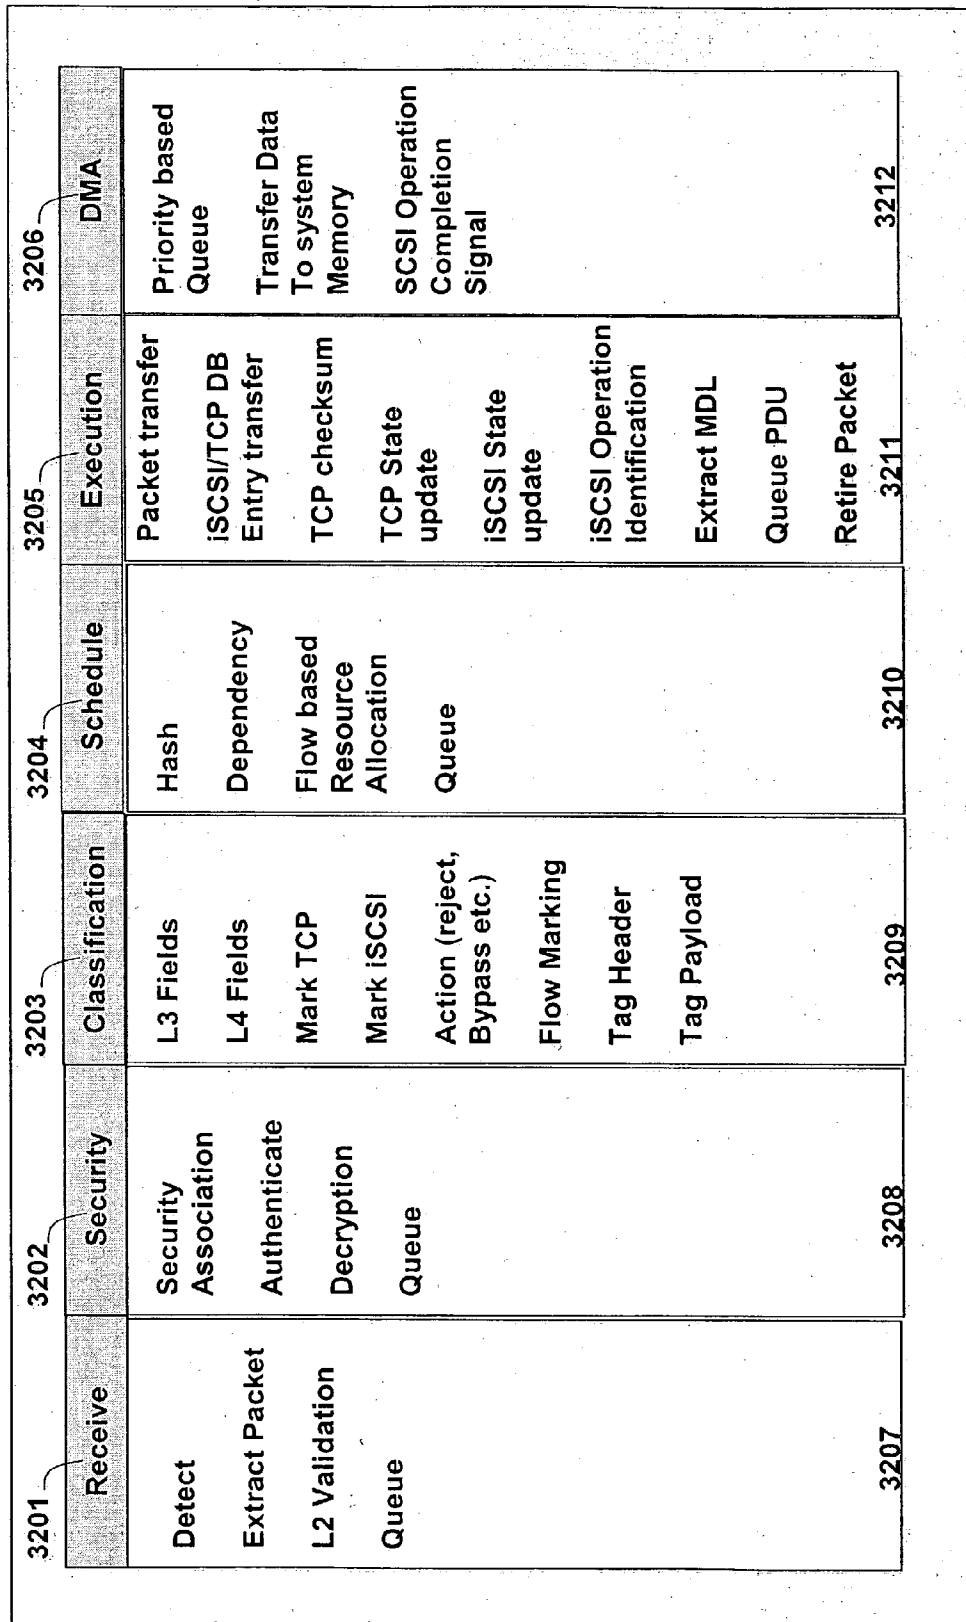 3201
3202
3203
3204
3205
3206
Receive
Security
Classification
Schedule
Execution
DMA
Detect
Extract Packet
L2 Validation
Queue
3207
Security
Association
Authenticate
Decryption
Queue
3208
L3 Fields
L4 Fields
Mark TCP
Mark iSCSI
Action (reject,
Bypass etc.)
Flow Marking
Tag Header
Tag Payload
3209
Hash
Dependency
Flow based
Resource
Allocation
Queue
3210
Packet transfer
iSCSI/TCP DB
Entry transfer
TCP checksum
TCP State
update
iSCSI State
update
iSCSI Operation
Identification
Extract MDL
Queue PDU
Retire Packet
3211
Priority based
Queue
Transfer Data
To system
Memory
SCSI Operation
Completion
Signal
3212